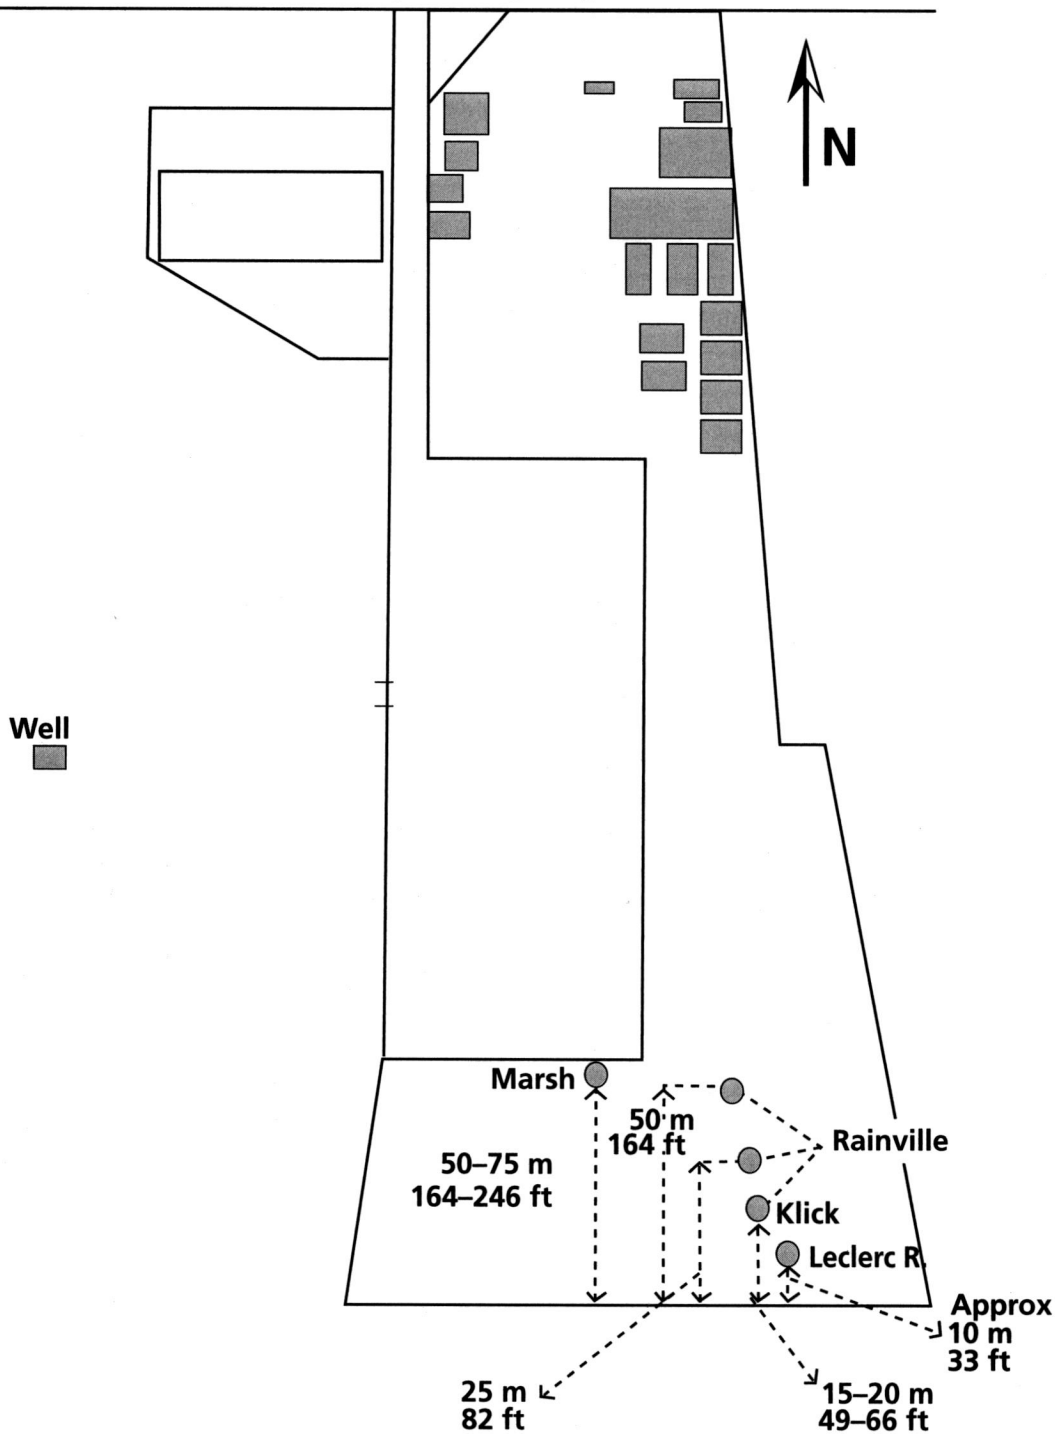 N
Well
Marsh
50 m
164 ft
Rainville
50–75 m
164–246 ft
Klick
Leclerc R.
Approx
10 m
33 ft
25 m
82 ft
15–20 m
49–66 ft